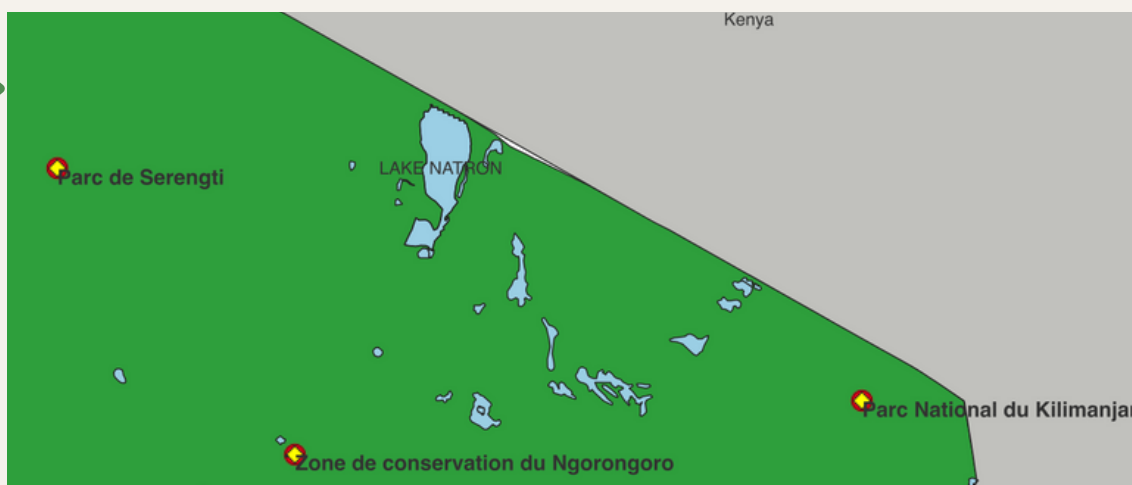 Kenya
LAKE NATRON
Parc de Serengti
Parc National du Kilimanjar
Zone de conservation du Ngorongoro